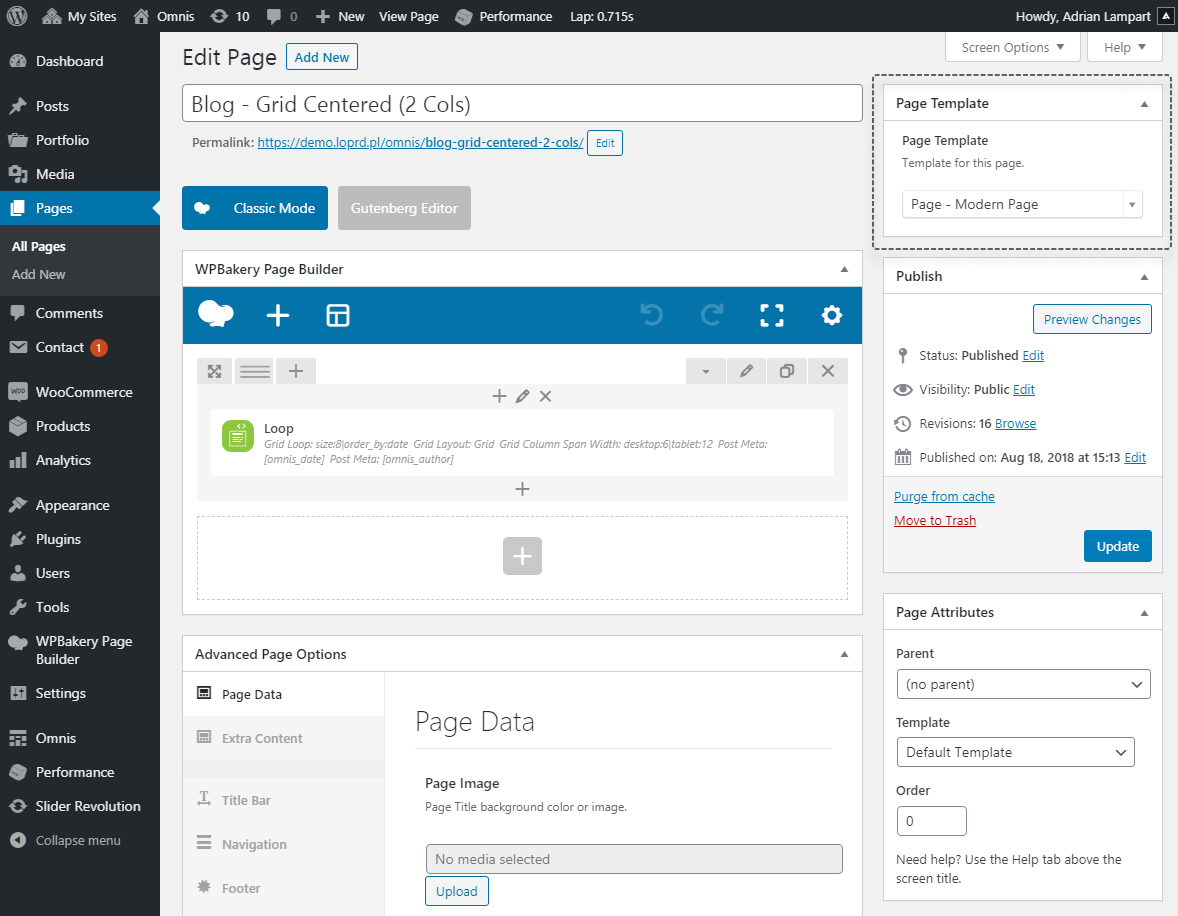 My Sites Omnis 10 0 New View Page Performance Lap: 0.715s Howdy, Adrian Lampart
Dashboard
Posts
Portfolio
Media
Pages
All Pages
Add New
Comments
Contact 1
WooCommerce
Products
Analytics
Appearance
Plugins
Users
Tools
WPBakery Page
Builder
Settings
Omnis
Performance
Slider Revolution
Collapse menu
Screen Options Help
Edit Page Add New
Blog - Grid Centered (2 Cols)
Permalink: https://demo.loprd.pl/omnis/blog-grid-centered-2-cols/ Edit
Classic Mode Gutenberg Editor
WPBakery Page Builder
Loop
Grid Loop: size:8|order_by:date Grid Layout: Grid Grid Column Span Width: desktop:6|tablet:12 Post Meta:
[omnis_date] Post Meta: [omnis_author]
Advanced Page Options
Page Data
Extra Content
Title Bar
Navigation
Footer
Page Data
Page Image
Page Title background color or image.
No media selected
Upload
Page Template
Page Template
Template for this page.
Page - Modern Page
Publish
Preview Changes
Status: Published Edit
Visibility: Public Edit
Revisions: 16 Browse
Published on: Aug 18, 2018 at 15:13 Edit
Purge from cache
Move to Trash
Update
Page Attributes
Parent
(no parent)
Template
Default Template
Order
0
Need help? Use the Help tab above the
screen title.